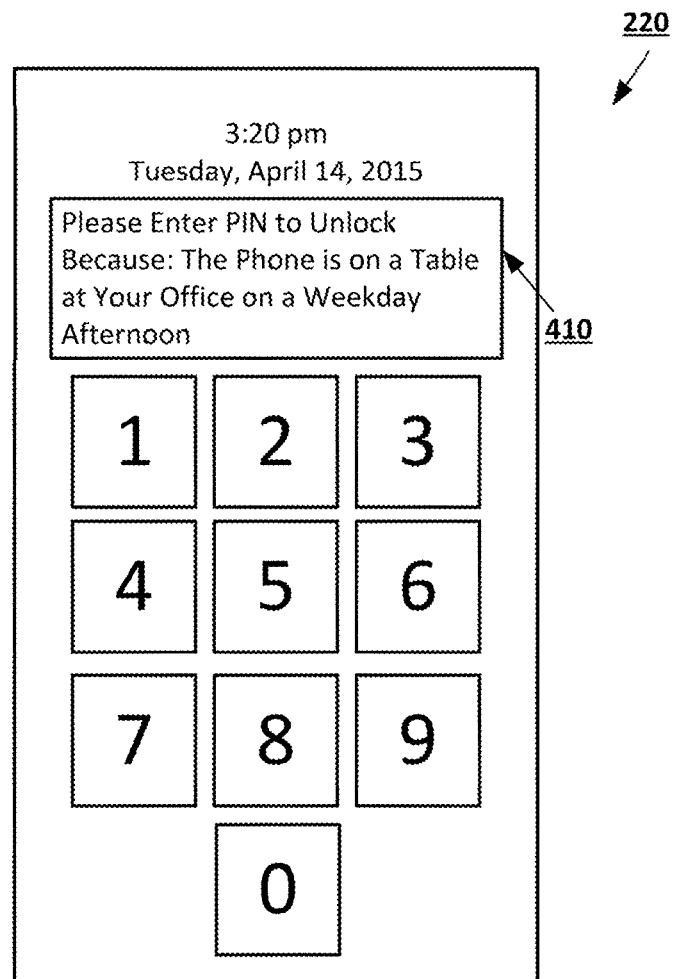 220
3:20 pm
Tuesday, April 14, 2015
Please Enter PIN to Unlock
Because: The Phone is on a Table
at Your Office on a Weekday
Afternoon
410
1 2 3
4 5 6
7 8 9
0